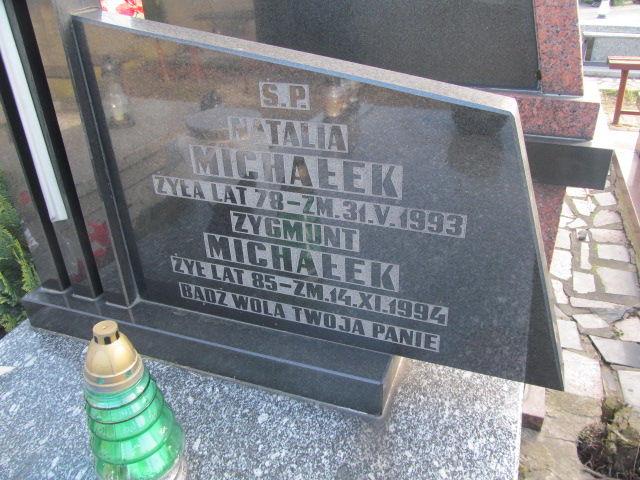 Ś.P.
NATALIA
MICHAŁEK
ŻYŁA LAT 78-ZM.31.V.1993
ZYGMUNT
MICHAŁEK
ŻYŁ LAT 85-ZM.14.XI.1994
BĄDŹ WOLA TWOJA PANIE